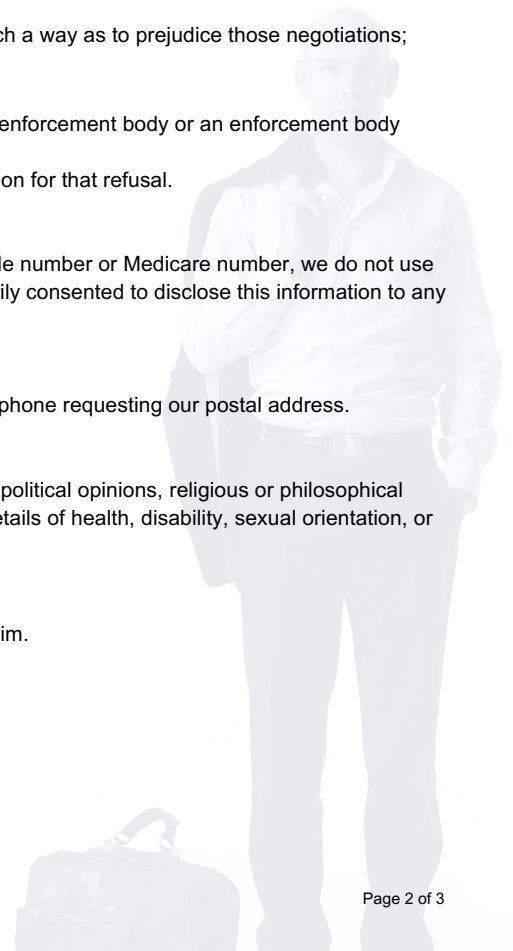 ch a way as to prejudice those negotiations;
enforcement body or an enforcement body
on for that refusal.
le number or Medicare number, we do not use
ily consented to disclose this information to any
phone requesting our postal address.
political opinions, religious or philosophical
etails of health, disability, sexual orientation, or
im.
Page 2 of 3